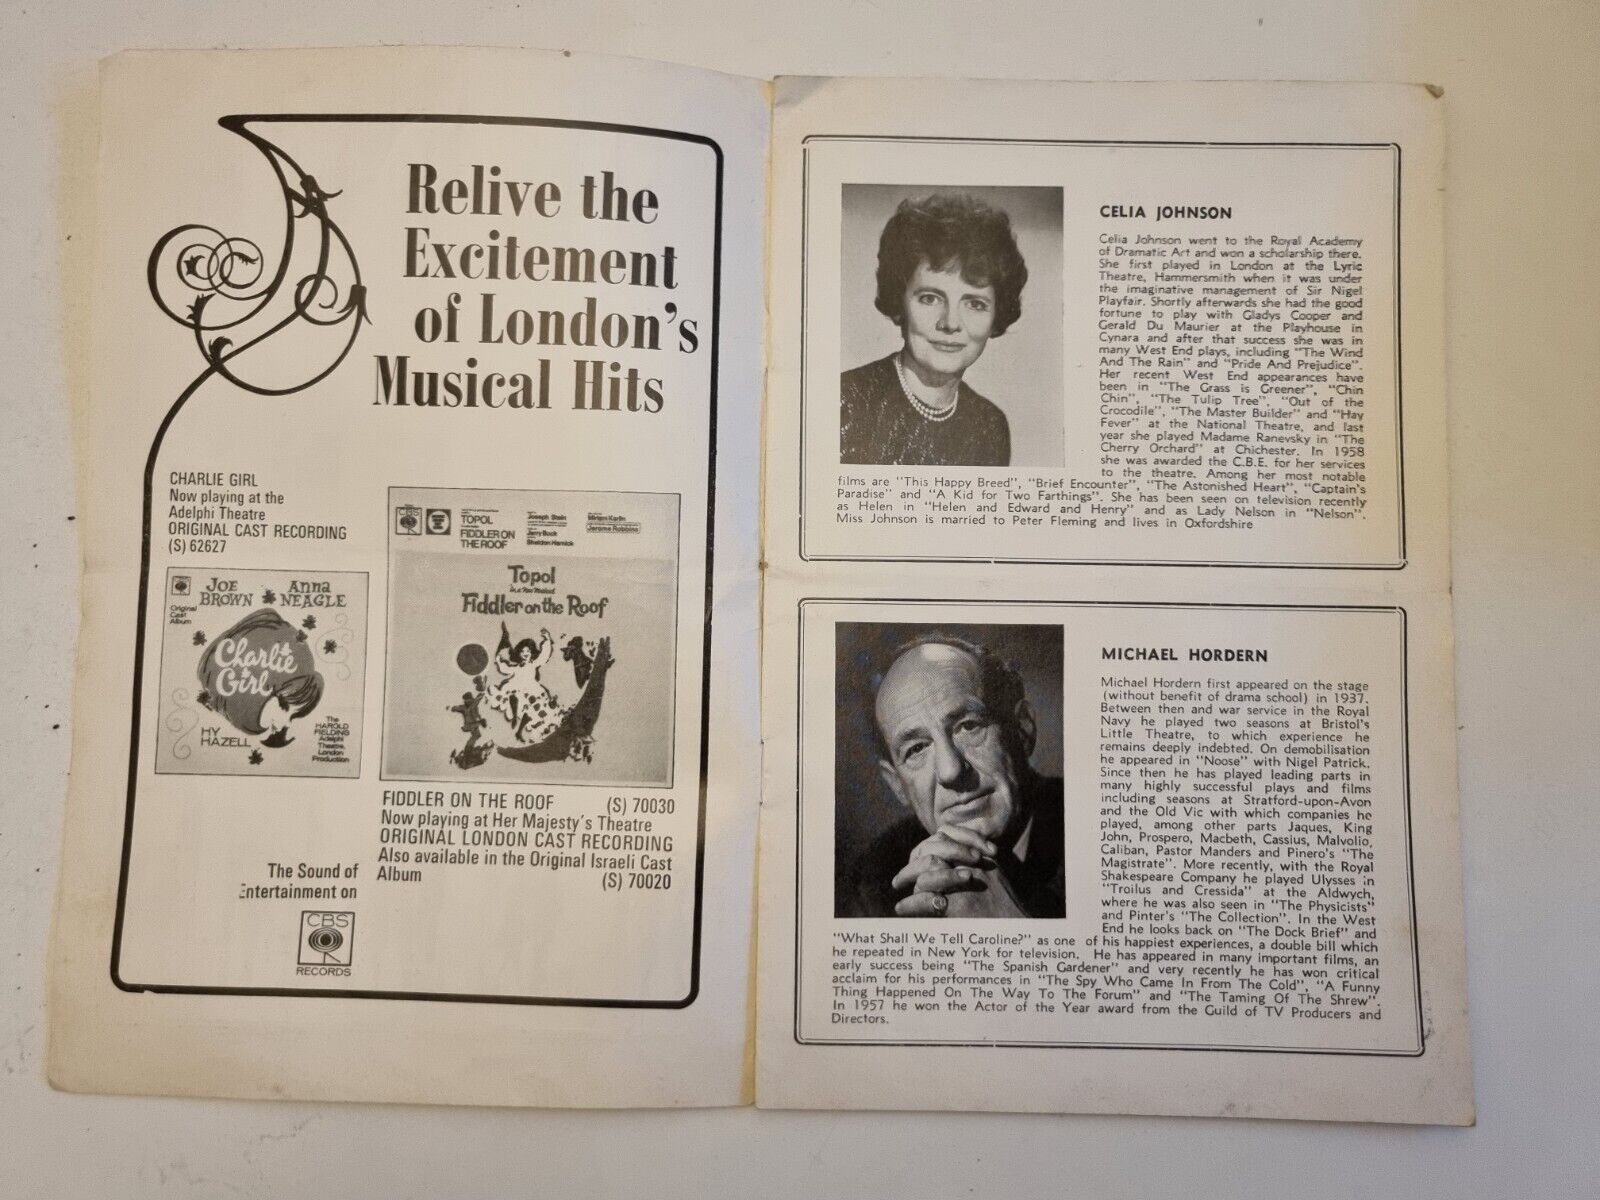 Relive the
Excitement
of London's
Musical Hits
CHARLIE GIRL
Now playing at the
Adelphi Theatre
ORIGINAL CAST RECORDING
(S) 62627
JOE BROWN
Anna NEAGLE
Original
Cast
Album
Charlie
Girl
HY
HAZELL
The
HAROLD
FIELDING
Adelphi
Theatre,
London
Production
CBS
TOPOL
FIDDLER ON
THE ROOF
Joseph Stein
Jerry Bock
Sheldon Harnick
Miriam Karlin
Jerome Robbins
Topol
in a new Musical
Fiddler on the Roof
FIDDLER ON THE ROOF (S) 70030
Now playing at Her Majesty's Theatre
ORIGINAL LONDON CAST RECORDING
Also available in the Original Israeli Cast
Album (S) 70020
The Sound of
Entertainment on
CBS
RECORDS
CELIA JOHNSON
Celia Johnson went to the Royal Academy
of Dramatic Art and won a scholarship there.
She first played in London at the Lyric
Theatre, Hammersmith when it was under
the imaginative management of Sir Nigel
Playfair. Shortly afterwards she had the good
fortune to play with Gladys Cooper and
Gerald Du Maurier at the Playhouse in
Cynara and after that success she was in
many West End plays, including "The Wind
And The Rain" and "Pride And Prejudice".
Her recent West End appearances have
been in "The Grass is Greener", "Chin
Chin", "The Tulip Tree", "Out of the
Crocodile", "The Master Builder" and "Hay
Fever" at the National Theatre, and last
year she played Madame Ranevsky in "The
Cherry Orchard" at Chichester. In 1958
she was awarded the C.B.E. for her services
to the theatre. Among her most notable
films are "This Happy Breed", "Brief Encounter", "The Astonished Heart", "Captain's
Paradise" and "A Kid for Two Farthings". She has been seen on television recently
as Helen in "Helen and Edward and Henry" and as Lady Nelson in "Nelson".
Miss Johnson is married to Peter Fleming and lives in Oxfordshire
MICHAEL HORDERN
Michael Hordern first appeared on the stage
(without benefit of drama school) in 1937.
Between then and war service in the Royal
Navy he played two seasons at Bristol's
Little Theatre, to which experience he
remains deeply indebted. On demobilisation
he appeared in "Noose" with Nigel Patrick.
Since then he has played leading parts in
many highly successful plays and films
including seasons at Stratford-upon-Avon
and the Old Vic with which companies he
played, among other parts Jaques, King
John, Prospero, Macbeth, Cassius, Malvolio,
Caliban, Pastor Manders and Pinero's "The
Magistrate". More recently, with the Royal
Shakespeare Company he played Ulysses in
"Troilus and Cressida" at the Aldwych,
where he was also seen in "The Physicists"
and Pinter's "The Collection". In the West
End he looks back on "The Dock Brief" and
"What Shall We Tell Caroline?" as one of his happiest experiences, a double bill which
he repeated in New York for television. He has appeared in many important films, an
early success being "The Spanish Gardener" and very recently he has won critical
acclaim for his performances in "The Spy Who Came In From The Cold", "A Funny
Thing Happened On The Way To The Forum" and "The Taming Of The Shrew".
In 1957 he won the Actor of the Year award from the Guild of TV Producers and
Directors.